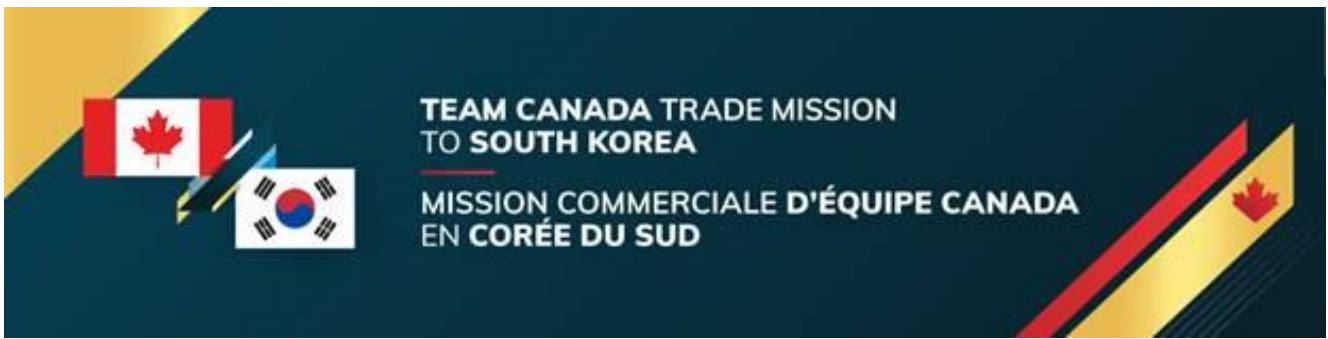 TEAM CANADA TRADE MISSION
TO SOUTH KOREA
MISSION COMMERCIALE D'ÉQUIPE CANADA
EN CORÉE DU SUD